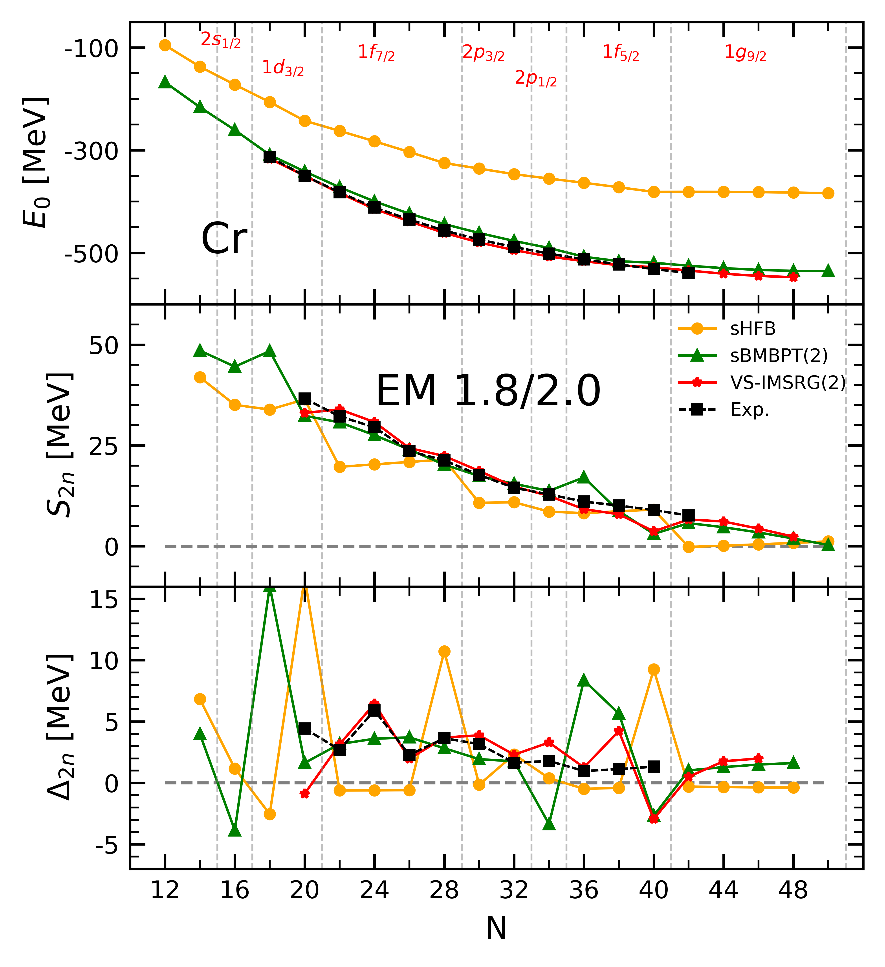 2s1/2 1f7/2 2p3/2 1f5/2 1g9/2
1d3/2 2p1/2
-100
-300
-500
E0 [MeV]
Cr
50
25
0
S2n [MeV]
EM 1.8/2.0
sHFB
sBMBPT(2)
VS-IMSRG(2)
Exp.
15
10
5
0
-5
Δ2n [MeV]
12 16 20 24 28 32 36 40 44 48
N